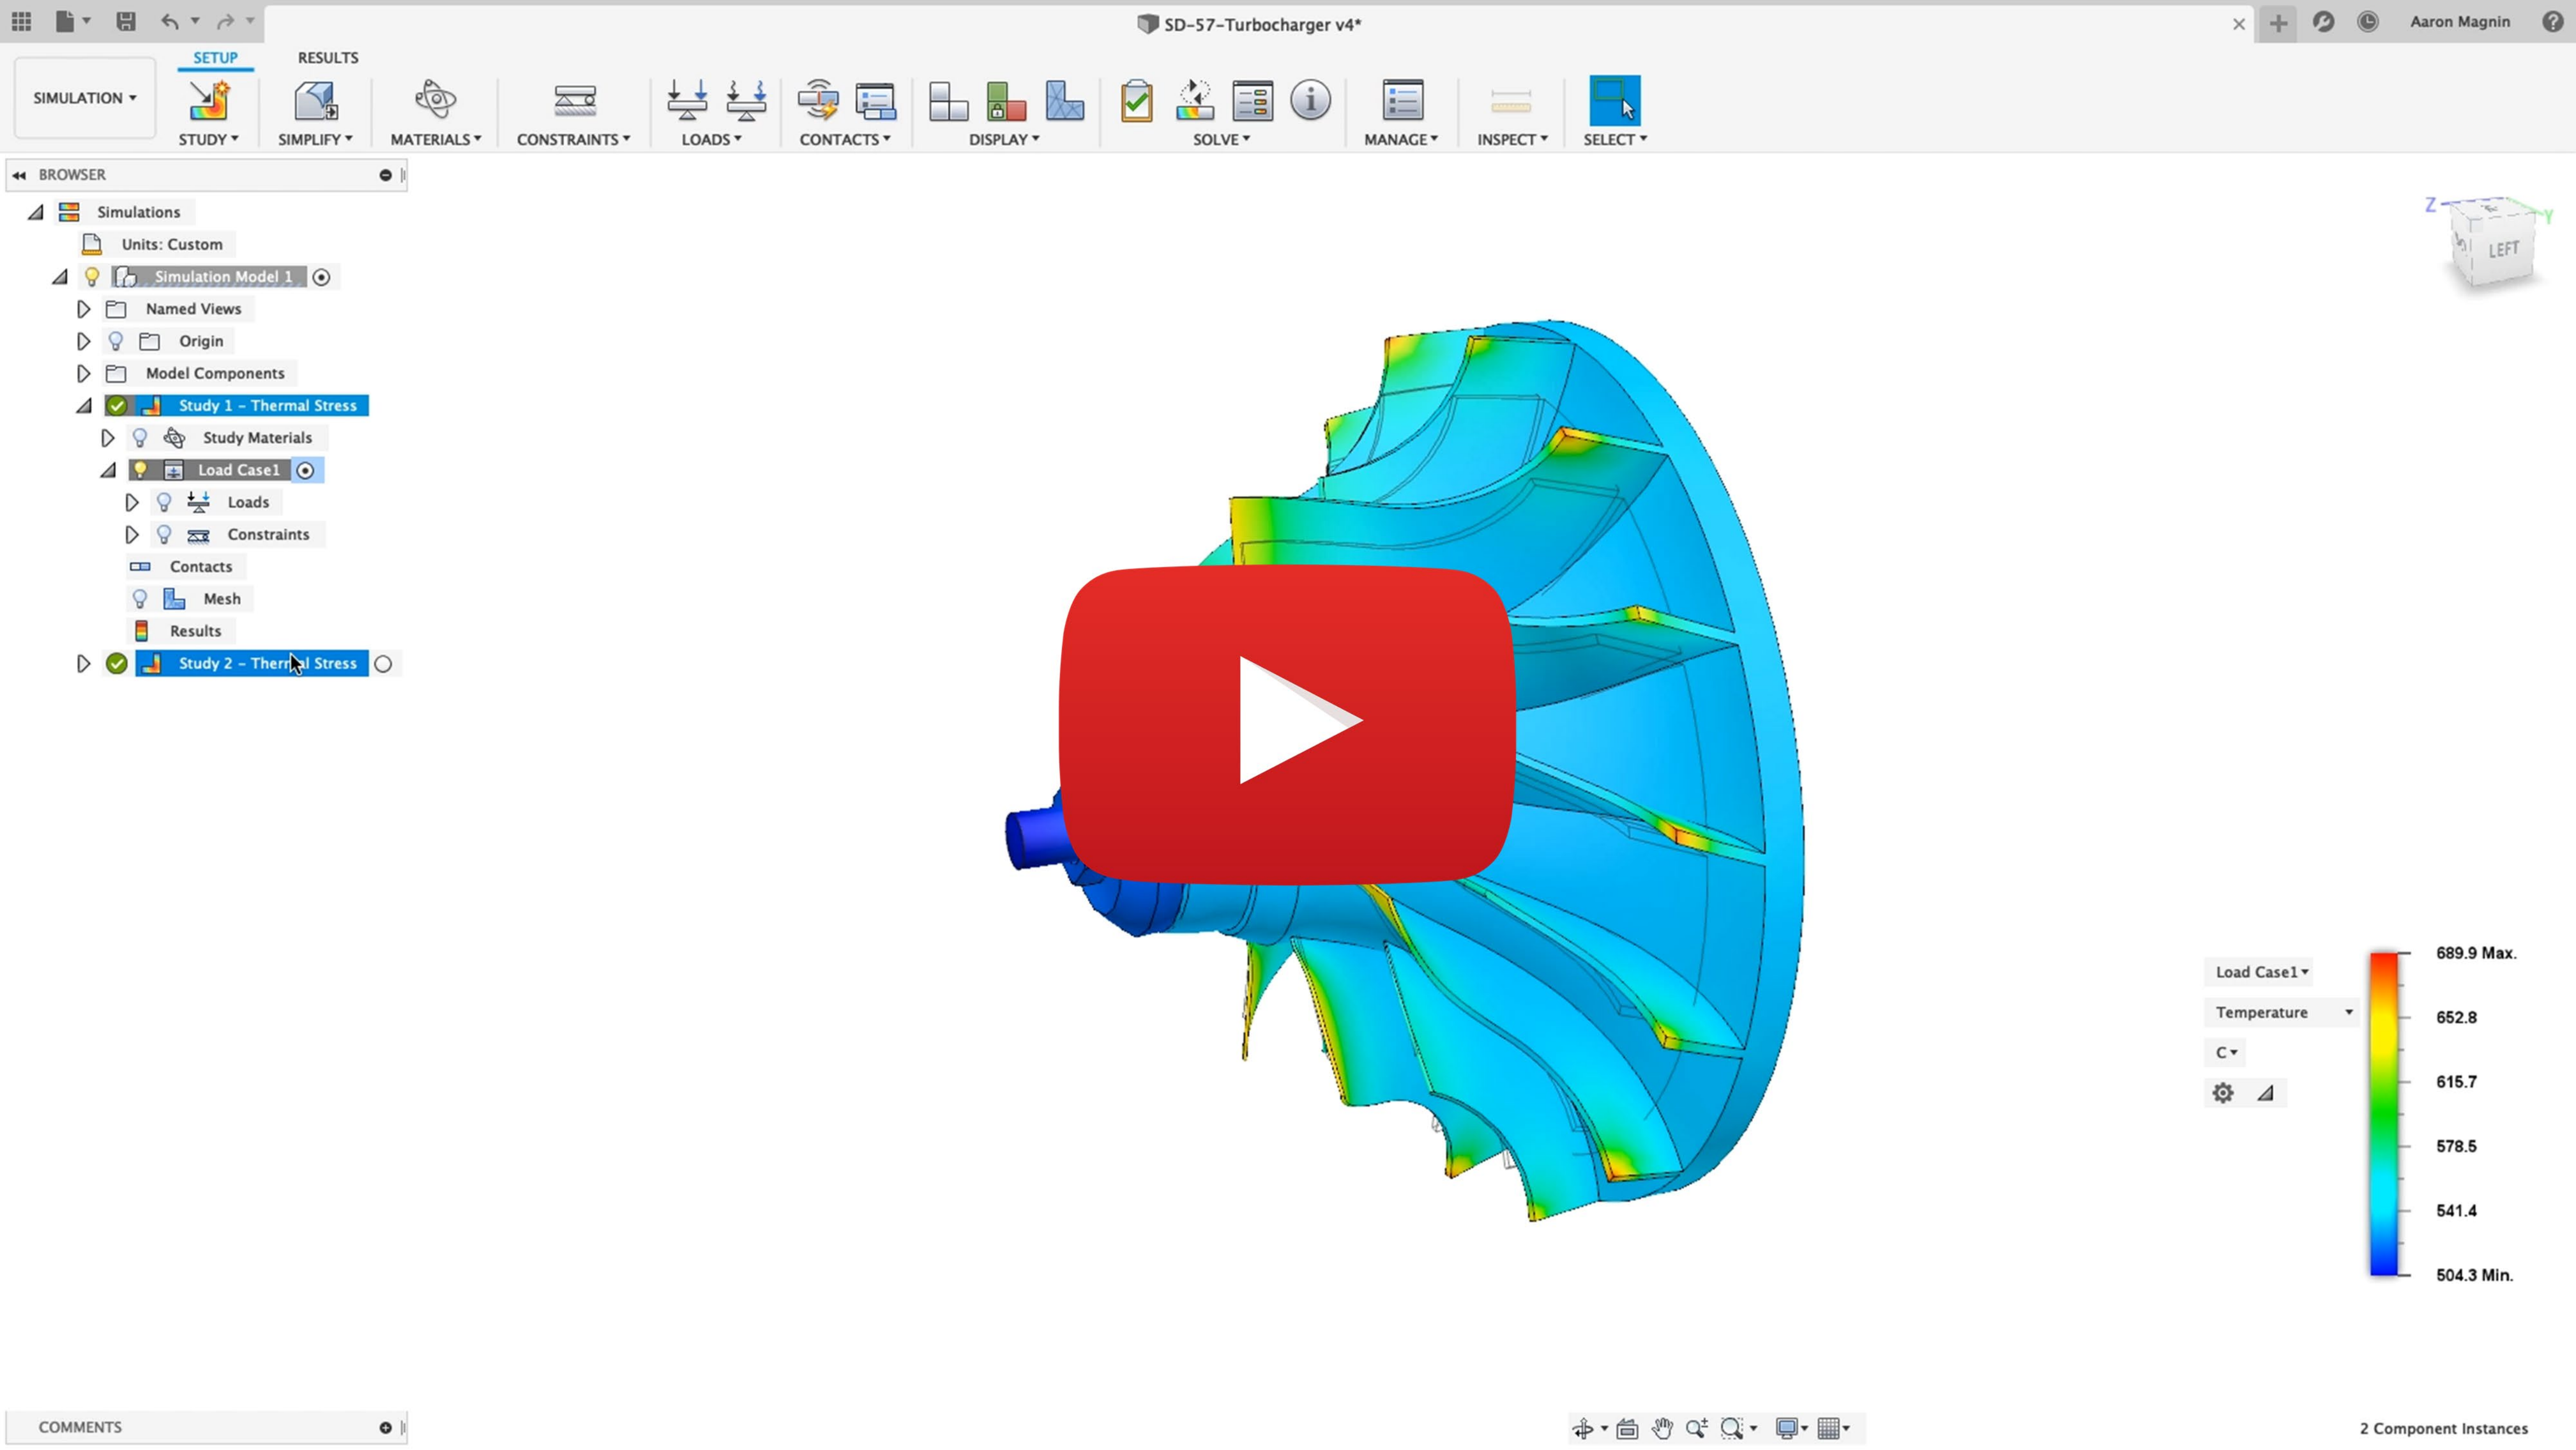 SD-57-Turbocharger v4*
Aaron Magnin
SETUP
RESULTS
SIMULATION
STUDY
SIMPLIFY
MATERIALS
CONSTRAINTS
LOADS
CONTACTS
DISPLAY
SOLVE
MANAGE
INSPECT
SELECT
BROWSER
Simulations
Units: Custom
Simulation Model 1
Named Views
Origin
Model Components
Study 1 - Thermal Stress
Study Materials
Load Case1
Loads
Constraints
Contacts
Mesh
Results
Study 2 - Thermal Stress
Z
Y
LEFT
Load Case1
Temperature
C
689.9 Max.
652.8
615.7
578.5
541.4
504.3 Min.
COMMENTS
2 Component Instances